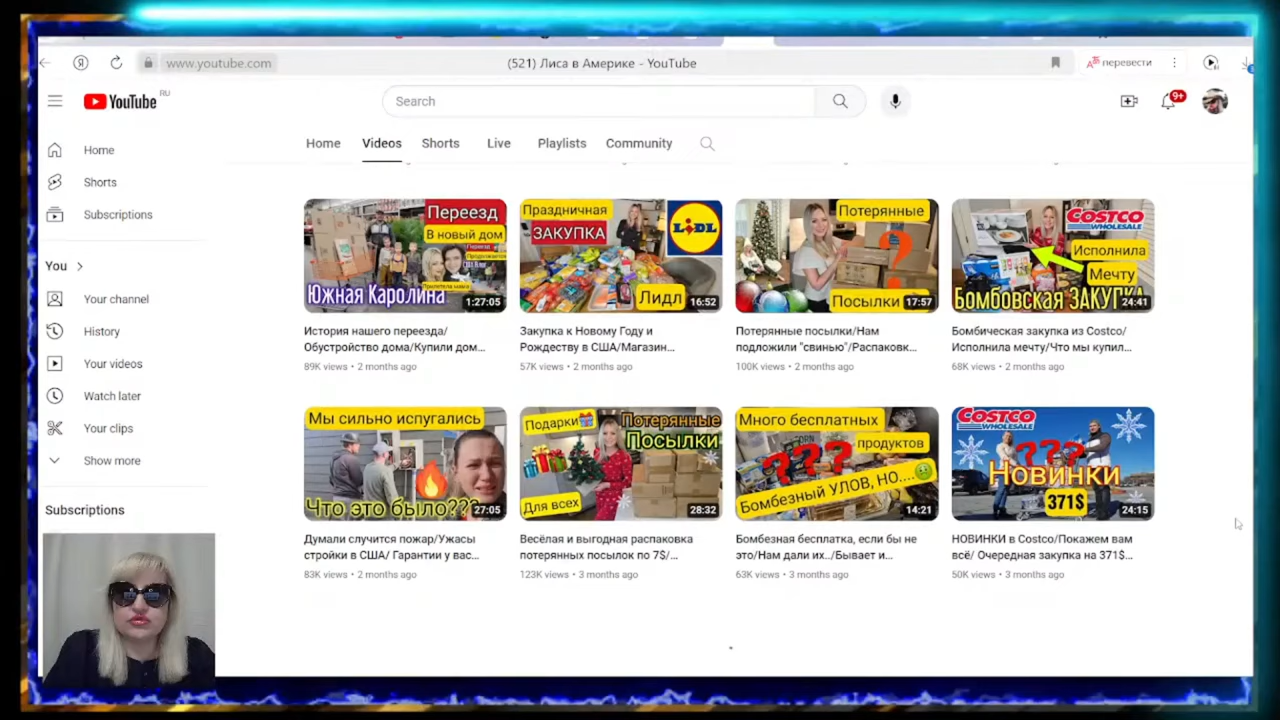 www.youtube.com
(521) Лиса в Америке - YouTube
перевести
YouTube RU
Search
9+
Home
Videos
Shorts
Live
Playlists
Community
Home
Shorts
Subscriptions
You
Your channel
History
Your videos
Watch later
Your clips
Show more
Subscriptions
Переезд
В новый дом
Южная Каролина
1:27:05
История нашего переезда/
Обустройство дома/Купили дом...
89K views • 2 months ago
Праздничная
ЗАКУПКА
LIDL
Лидл
16:52
Закупка к Новому Году и
Рождеству в США/Магазин...
57K views • 2 months ago
Потерянные
?
Посылки
17:57
Потерянные посылки/Нам
подложили "свинью"/Распаковк...
100K views • 2 months ago
COSTCO
WHOLESALE
Исполнила
Мечту
Бомбовская ЗАКУПКА
24:41
Бомбическая закупка из Costco/
Исполнила мечту/Что мы купил...
68K views • 2 months ago
Мы сильно испугались
Что это было???
27:05
Думали случится пожар/Ужасы
стройки в США/ Гарантии у вас...
83K views • 2 months ago
Подарки
Потерянные
Посылки
Для всех
28:32
Весёлая и выгодная распаковка
потерянных посылок по 7$/...
123K views • 3 months ago
Много бесплатных
продуктов
???
Бомбезный УЛОВ, НО....
14:21
Бомбезная бесплатка, если бы не
это/Нам дали их../Бывает и...
63K views • 3 months ago
COSTCO
WHOLESALE
???
Новинки
371$
24:15
НОВИНКИ в Costco/Покажем вам
всё/ Очередная закупка на 371$...
50K views • 3 months ago